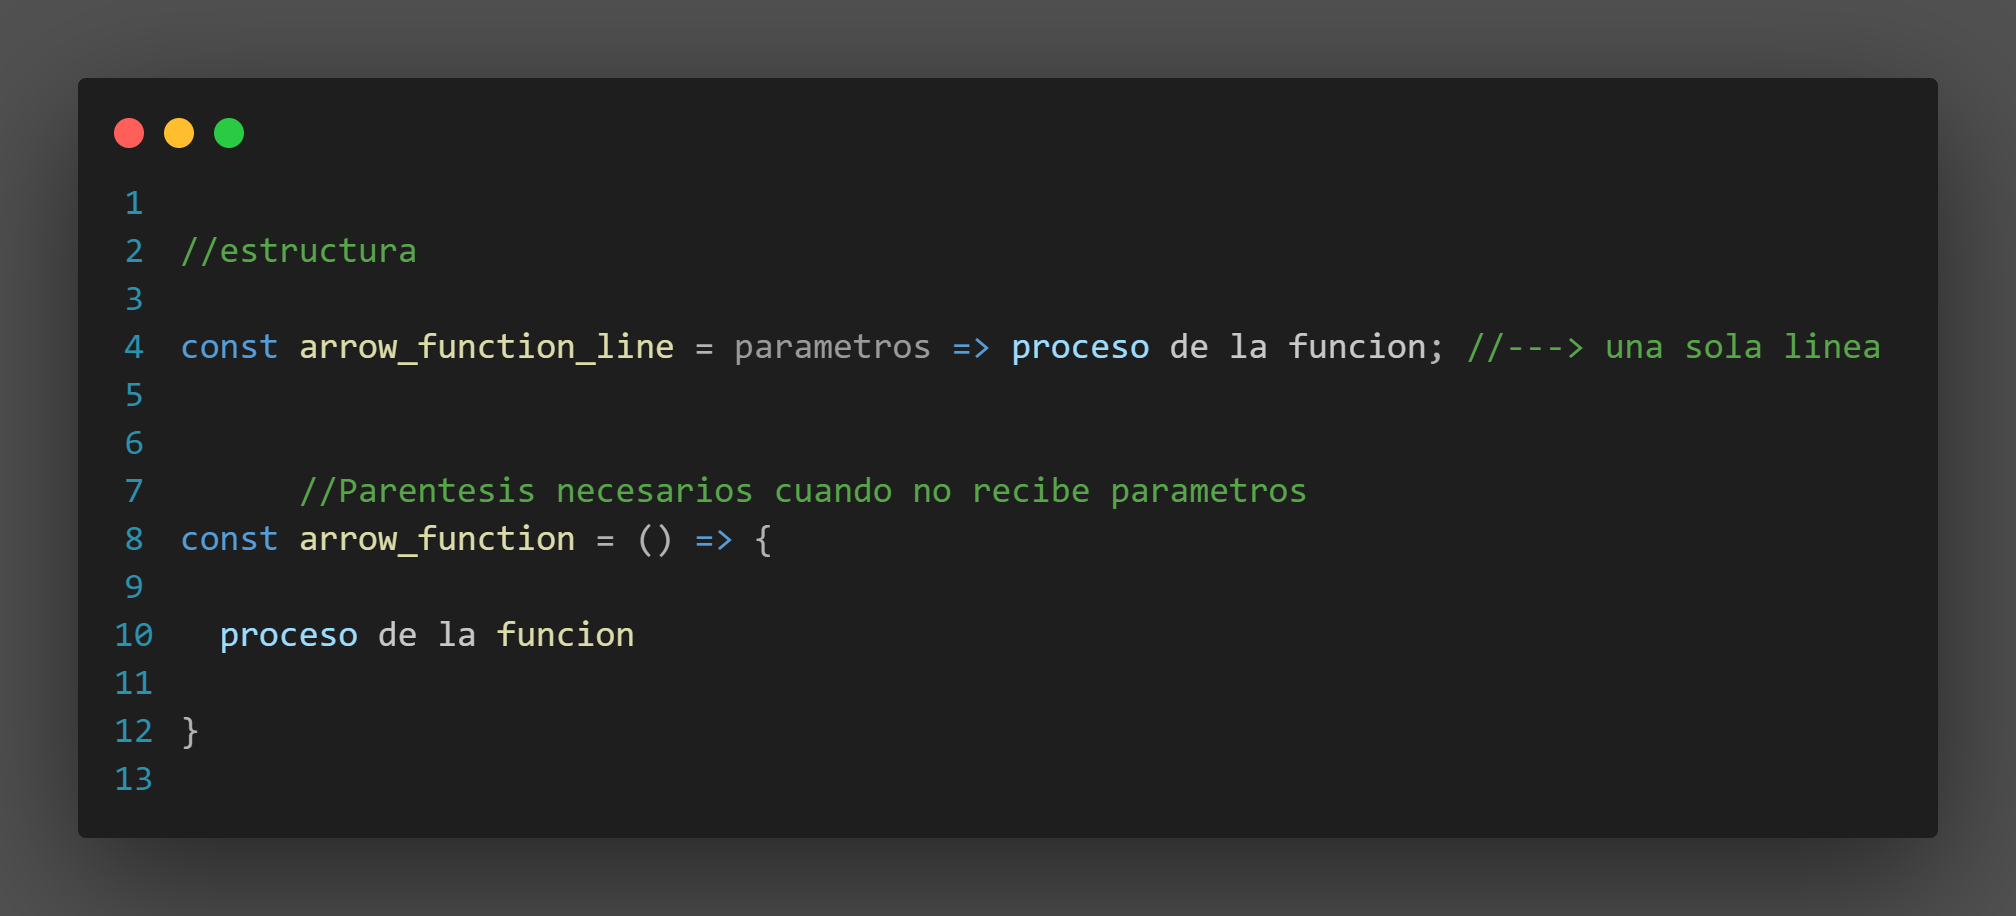 1
2 //estructura
3
4 const arrow_function_line = parametros => proceso de la funcion; //---> una sola linea
5
6
7 //Parentesis necesarios cuando no recibe parametros
8 const arrow_function = () => {
9
10 proceso de la funcion
11
12 }
13